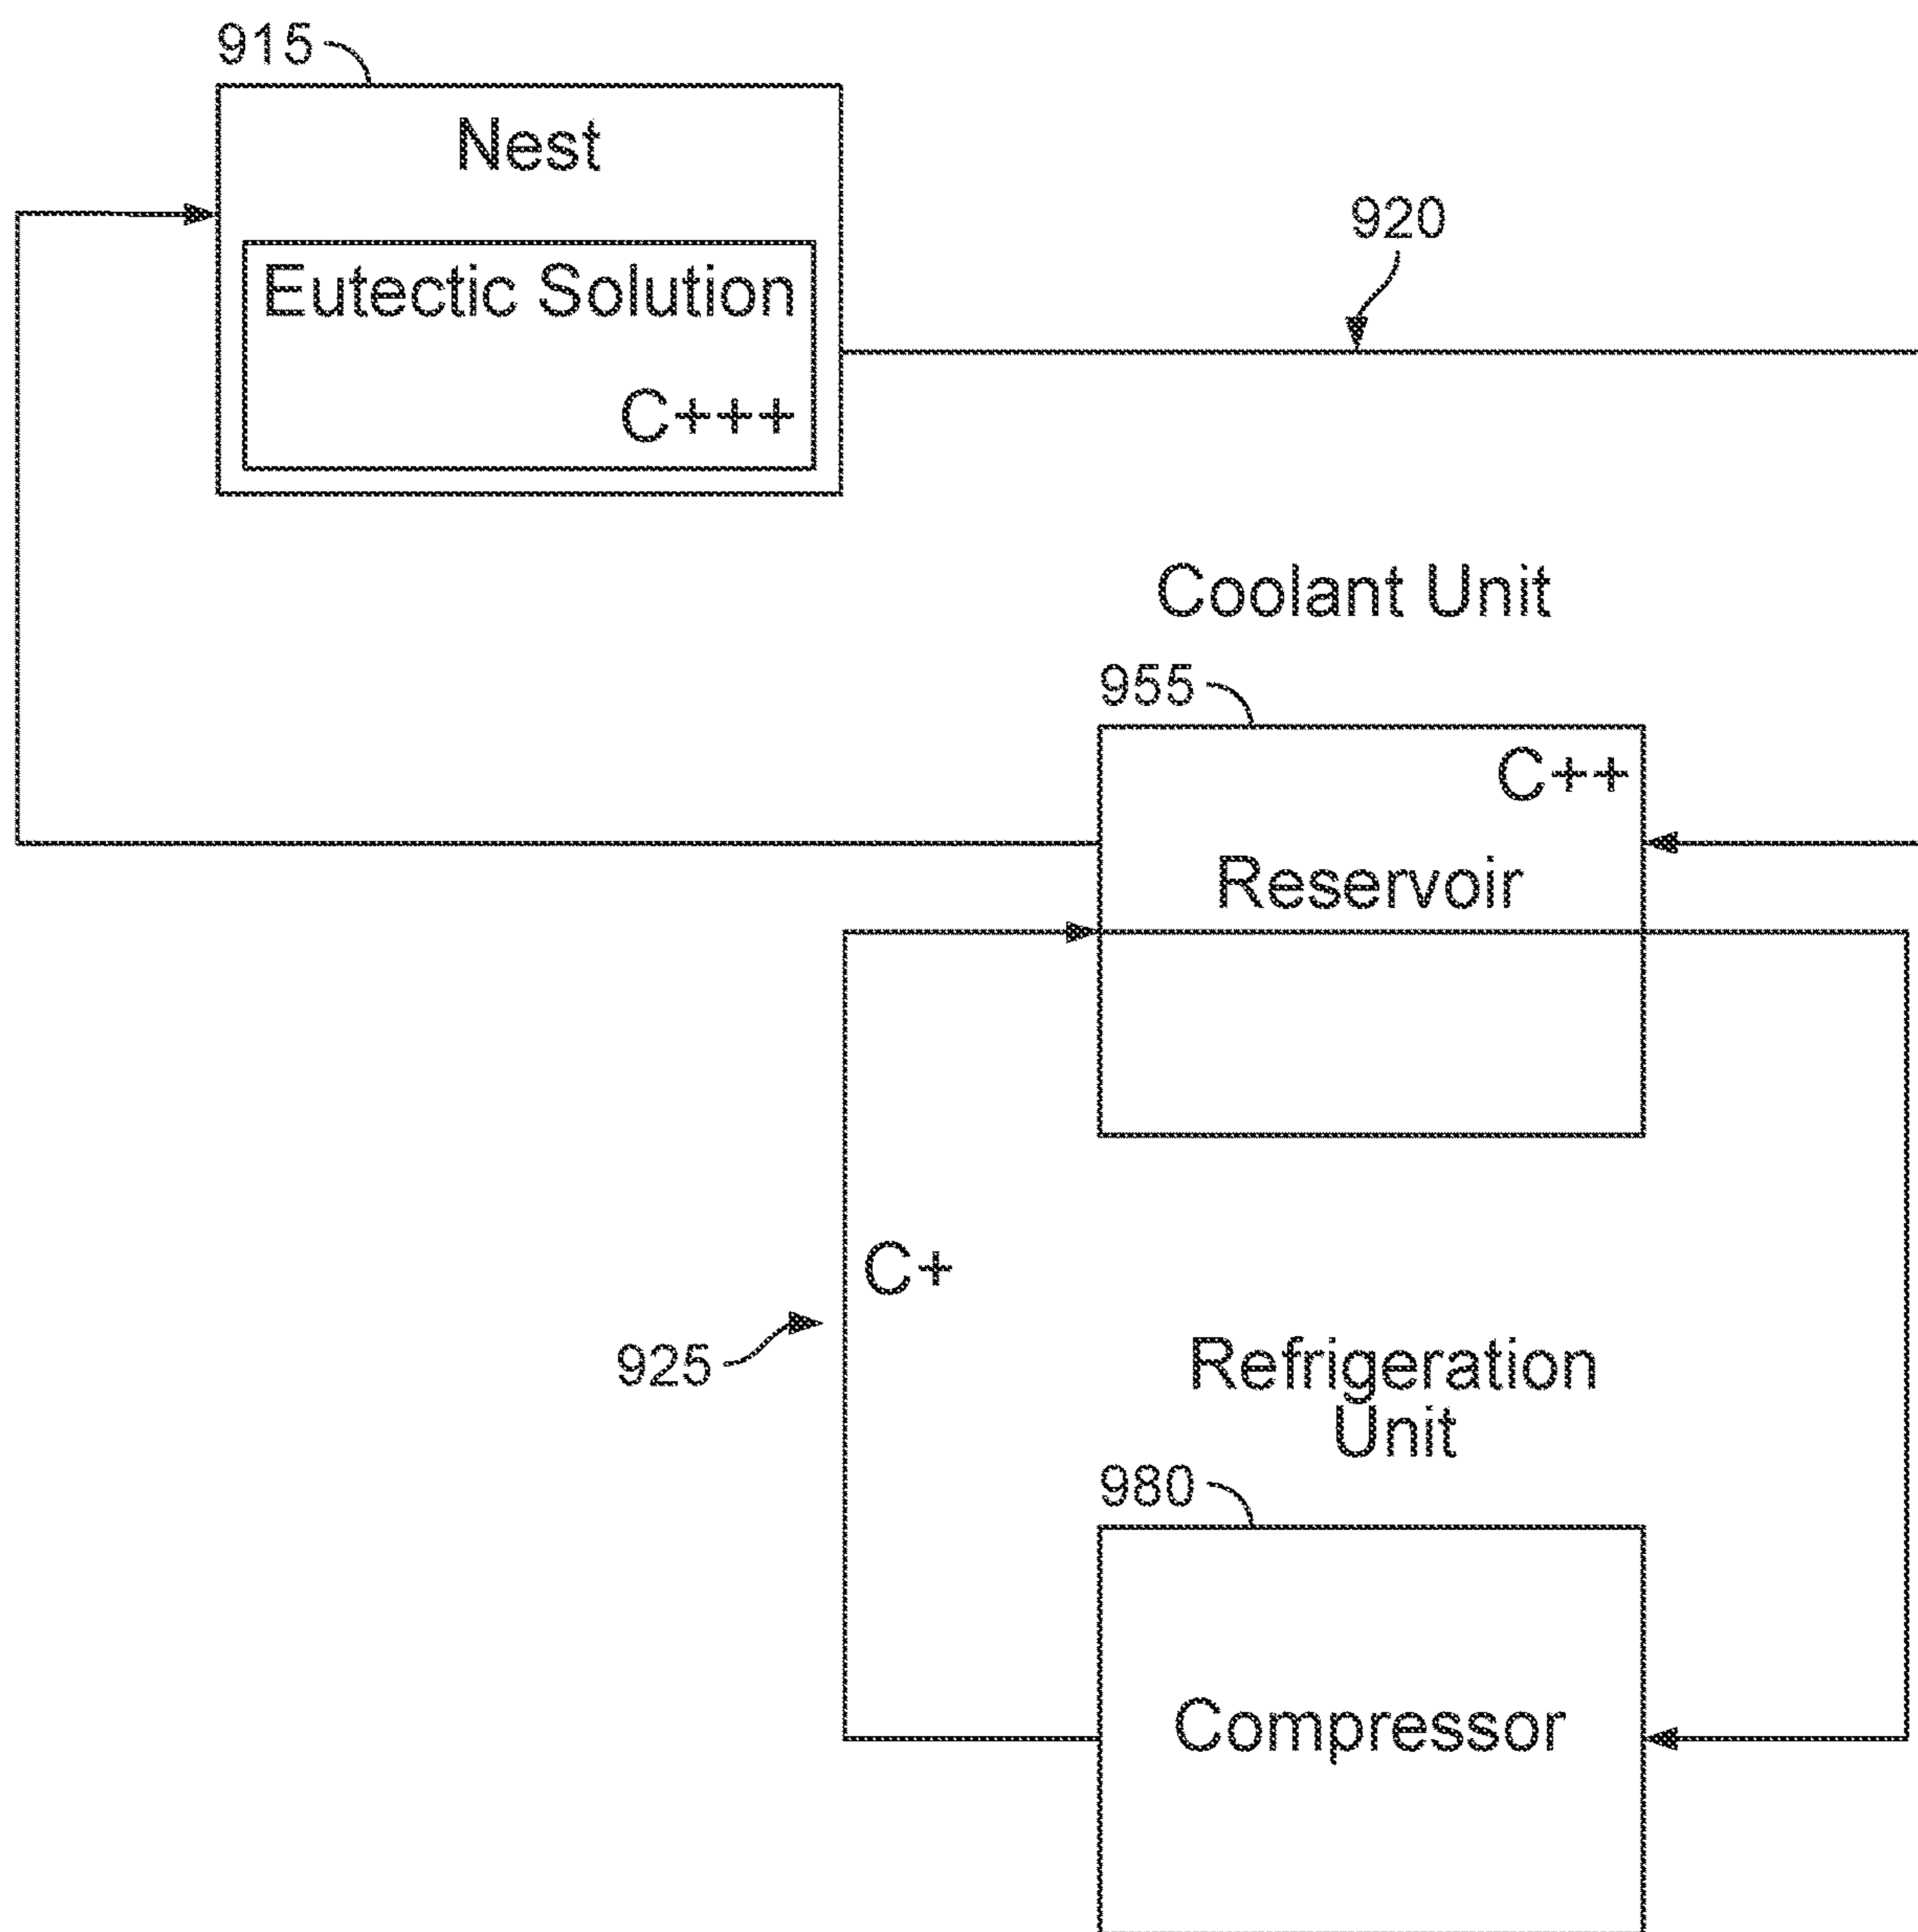 915
Nest
920
Eutectic Solution
C+++
Coolant Unit
955
C++
Reservoir
C+
925
Refrigeration
Unit
980
Compressor